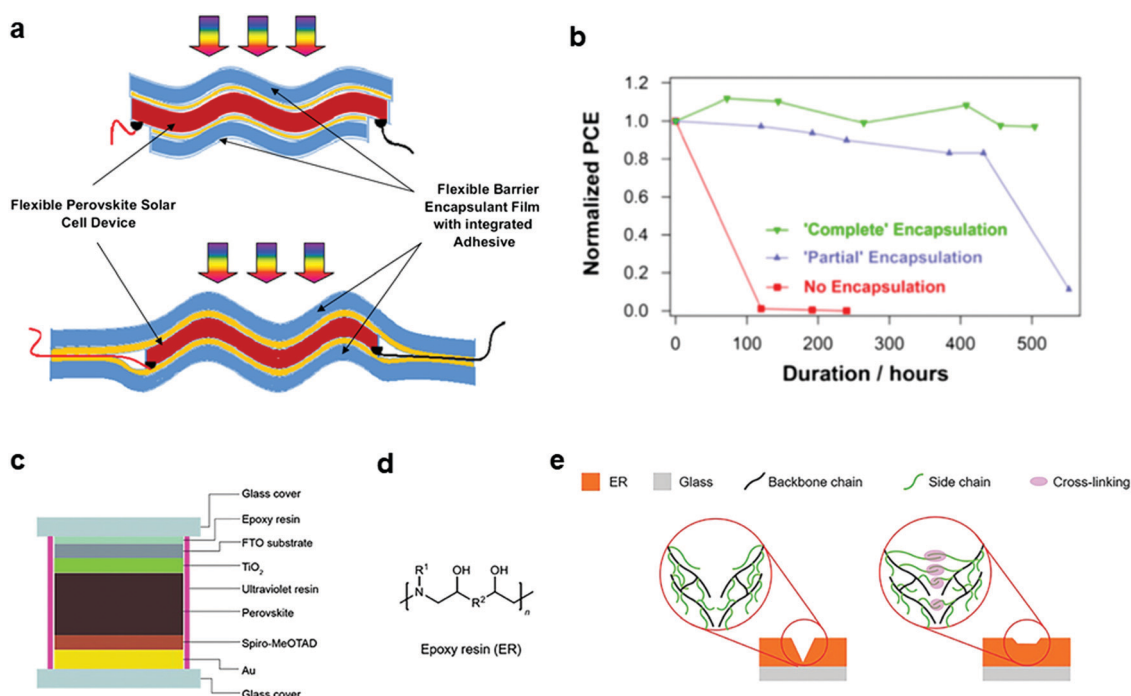 a
Flexible Perovskite Solar
Cell Device
Flexible Barrier
Encapsulant Film
with integrated
Adhesive
b
Normalized PCE
1.2
1.0
0.8
0.6
0.4
0.2
0.0
'Complete' Encapsulation
'Partial' Encapsulation
No Encapsulation
0 100 200 300 400 500
Duration / hours
c
Glass cover
Epoxy resin
FTO substrate
TiO2
Ultraviolet resin
Perovskite
Spiro-MeOTAD
Au
Glass cover
d
R1 OH OH
N R2 n
Epoxy resin (ER)
e
ER Glass Backbone chain Side chain Cross-linking